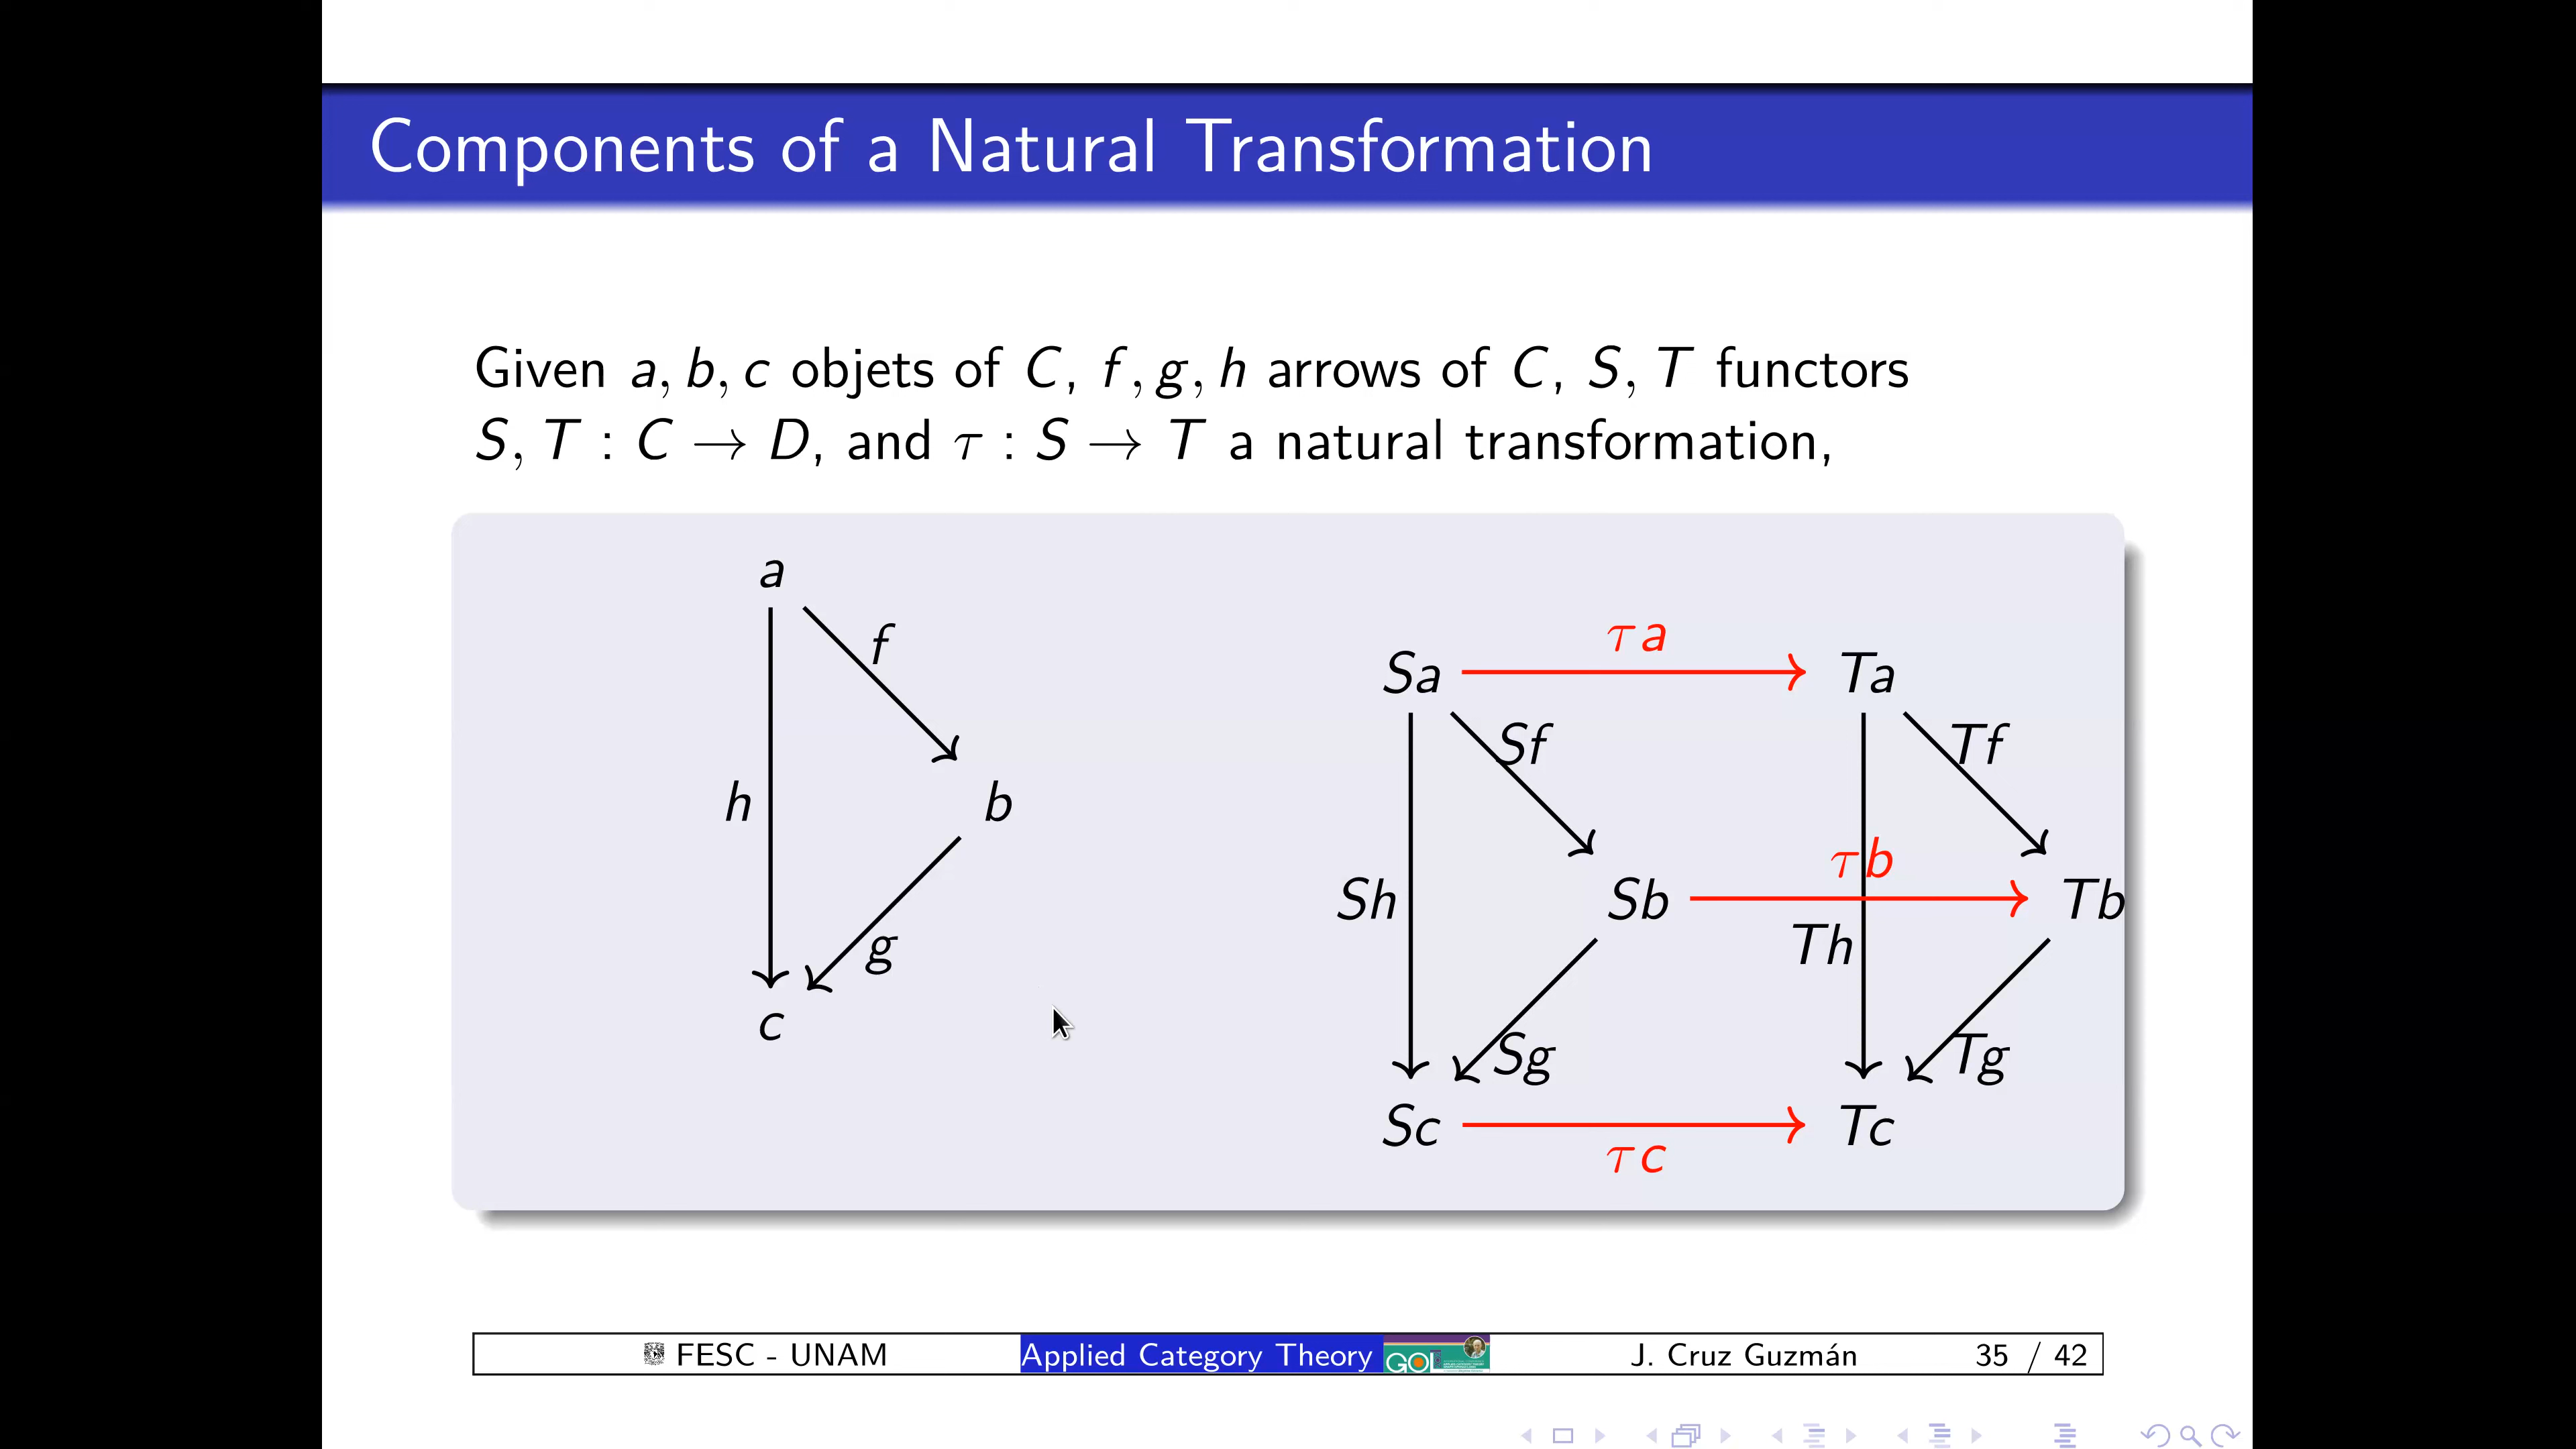 Components of a Natural Transformation
Given a, b, c objets of C, f, g, h arrows of C, S, T functors
S, T : C → D, and τ : S → T a natural transformation,
a
f
h
b
g
c
τa
Sa
Ta
Sf
Tf
τb
Sh
Sb
Tb
Th
Sg
Tg
Sc
Tc
τc
FESC - UNAM
Applied Category Theory
GOL
J. Cruz Guzmán
35 / 42